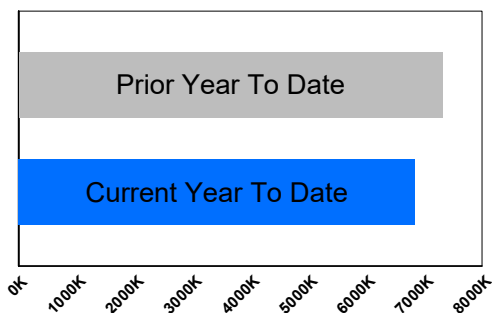 Prior Year To Date
Current Year To Date
0K
1000K
2000K
3000K
4000K
5000K
6000K
7000K
8000K